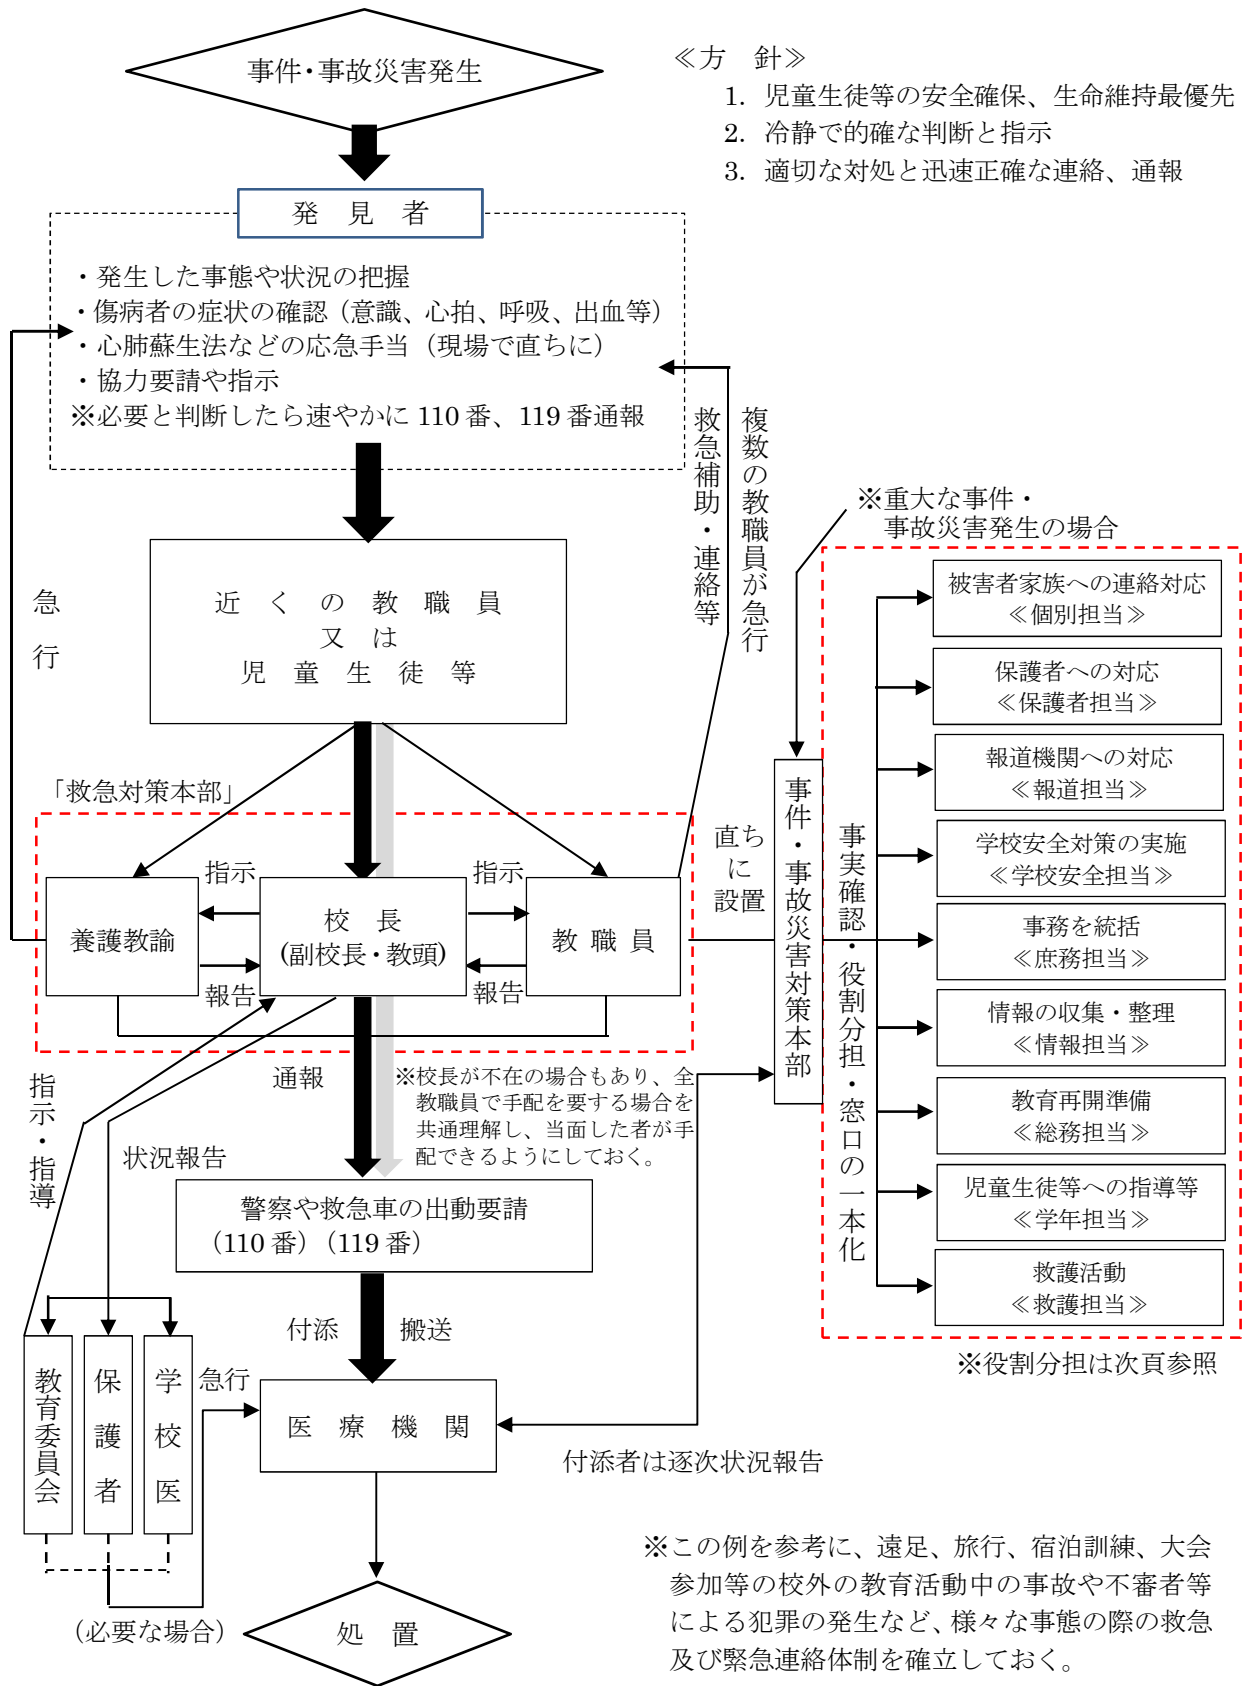 事件・事故災害発生
≪方　針≫
1. 児童生徒等の安全確保、生命維持最優先
2. 冷静で的確な判断と指示
3. 適切な対処と迅速正確な連絡、通報
発　見　者
・発生した事態や状況の把握
・傷病者の症状の確認（意識、心拍、呼吸、出血等）
・心肺蘇生法などの応急手当（現場で直ちに）
・協力要請や指示
※必要と判断したら速やかに 110 番、119 番通報
複数の教職員が急行
救急補助・連絡等
急　行
近　く　の　教　職　員
又　は
児　童　生　徒　等
※重大な事件・
事故災害発生の場合
「救急対策本部」
指示
指示
養護教諭
校　長
(副校長・教頭)
教　職　員
報告
報告
直ち
に
設置
事件・事故災害対策本部
事実確認・役割分担・窓口の一本化
被害者家族への連絡対応
≪個別担当≫
保護者への対応
≪保護者担当≫
報道機関への対応
≪報道担当≫
学校安全対策の実施
≪学校安全担当≫
事務を統括
≪庶務担当≫
情報の収集・整理
≪情報担当≫
教育再開準備
≪総務担当≫
児童生徒等への指導等
≪学年担当≫
救護活動
≪救護担当≫
※役割分担は次頁参照
通報
※校長が不在の場合もあり、全
教職員で手配を要する場合を
共通理解し、当面した者が手
配できるようにしておく。
指示・指導
状況報告
警察や救急車の出動要請
（110 番）（119 番）
付添
搬送
教育委員会
保　護　者
学　校　医
急行
医　療　機　関
付添者は逐次状況報告
（必要な場合）
処　置
※この例を参考に、遠足、旅行、宿泊訓練、大会
参加等の校外の教育活動中の事故や不審者等
による犯罪の発生など、様々な事態の際の救急
及び緊急連絡体制を確立しておく。